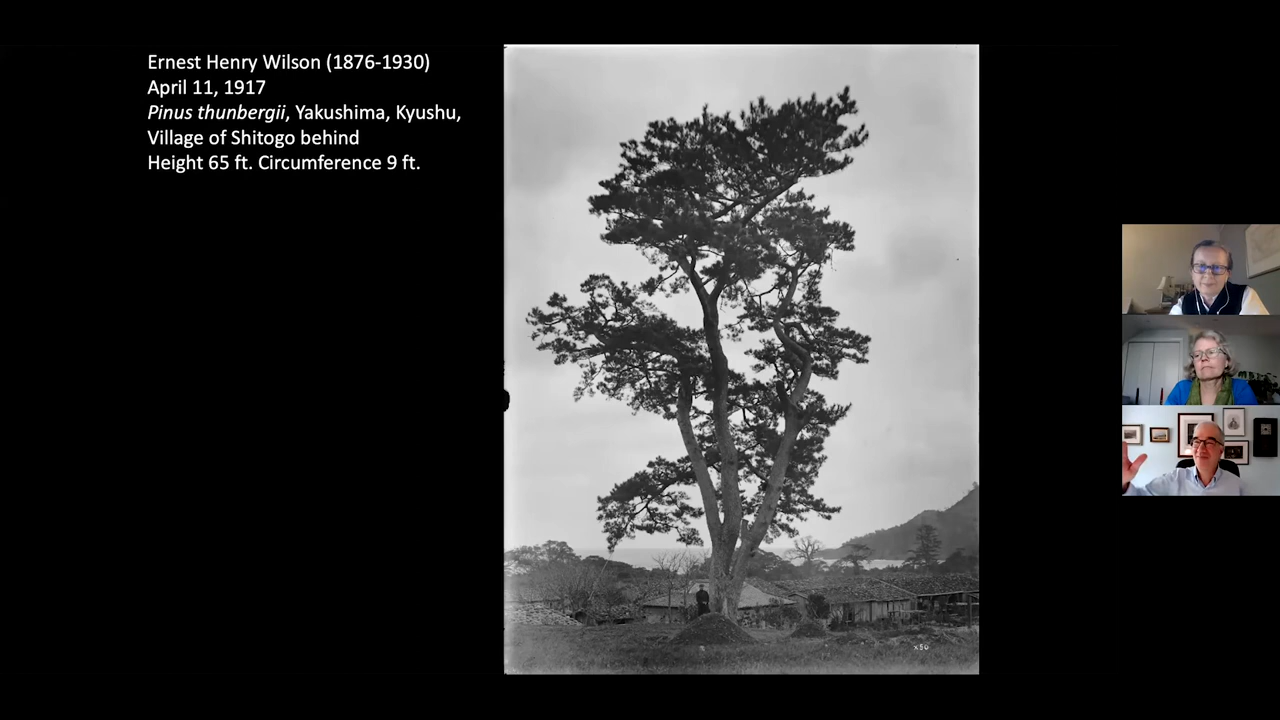 Ernest Henry Wilson (1876-1930)
April 11, 1917
Pinus thunbergii, Yakushima, Kyushu,
Village of Shitogo behind
Height 65 ft. Circumference 9 ft.
x50